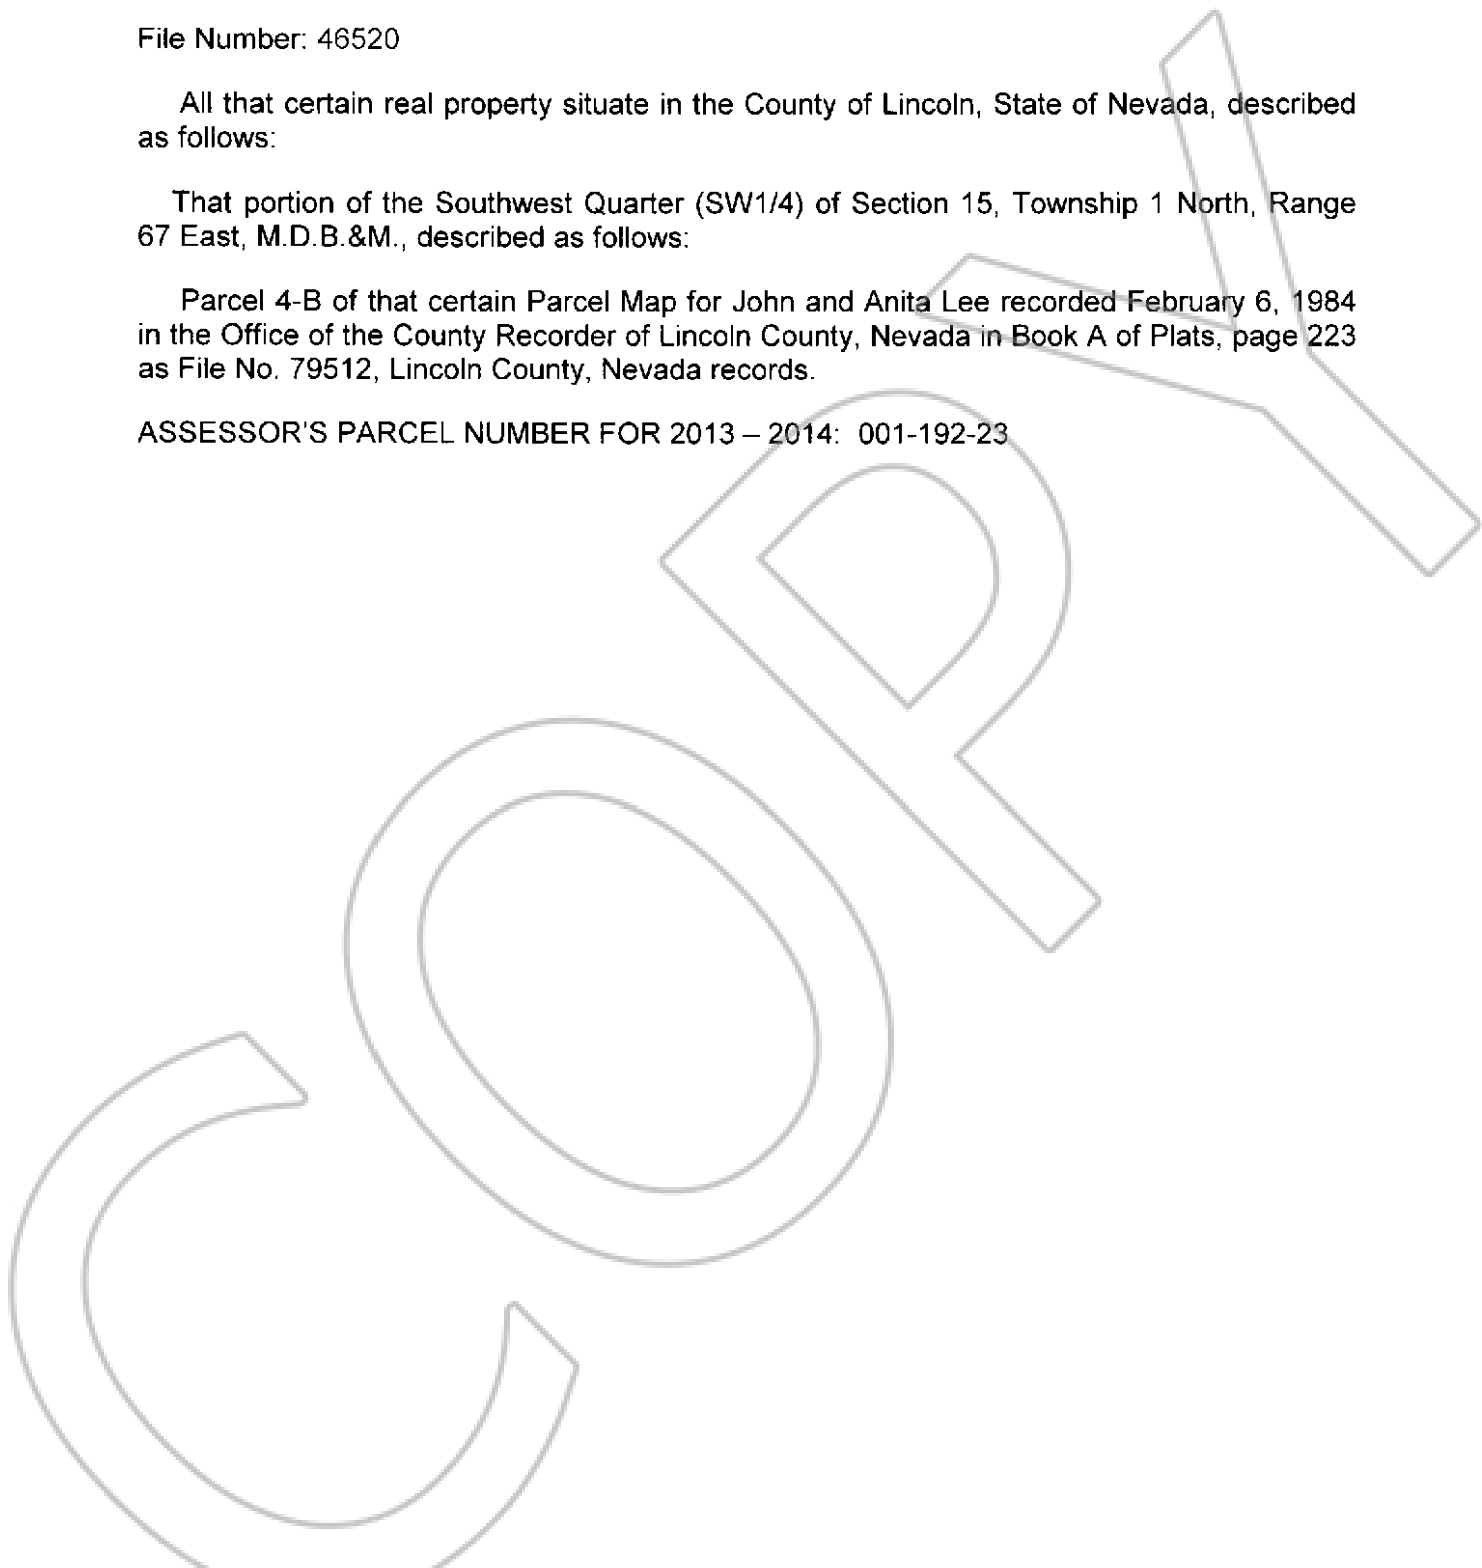 File Number: 46520
All that certain real property situate in the County of Lincoln, State of Nevada, described
as follows:
That portion of the Southwest Quarter (SW1/4) of Section 15, Township 1 North, Range
67 East, M.D.B.&M., described as follows:
Parcel 4-B of that certain Parcel Map for John and Anita Lee recorded February 6, 1984
in the Office of the County Recorder of Lincoln County, Nevada in Book A of Plats, page 223
as File No. 79512, Lincoln County, Nevada records.
ASSESSOR'S PARCEL NUMBER FOR 2013 – 2014: 001-192-23
COPY